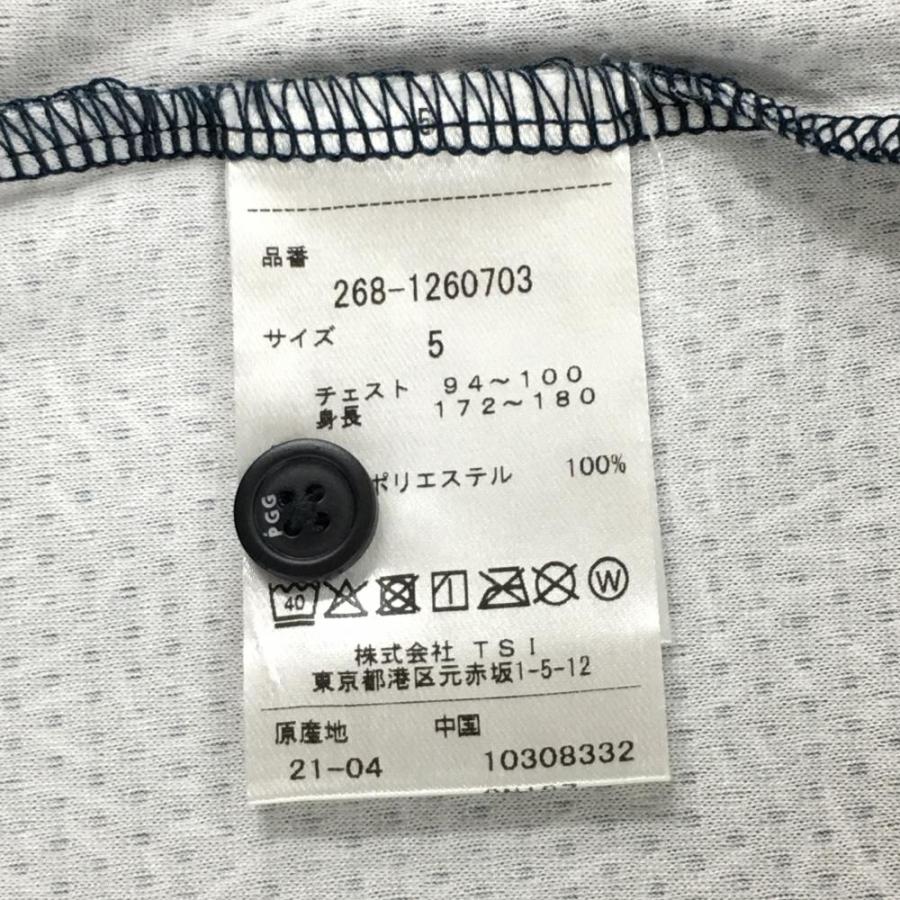 5
品番
268-1260703
サイズ 5
チェスト 94～100
身長 172～180
ポリエステル 100%
PGG
40 W
株式会社 TSI
東京都港区元赤坂1-5-12
原産地 中国
21-04 10308332